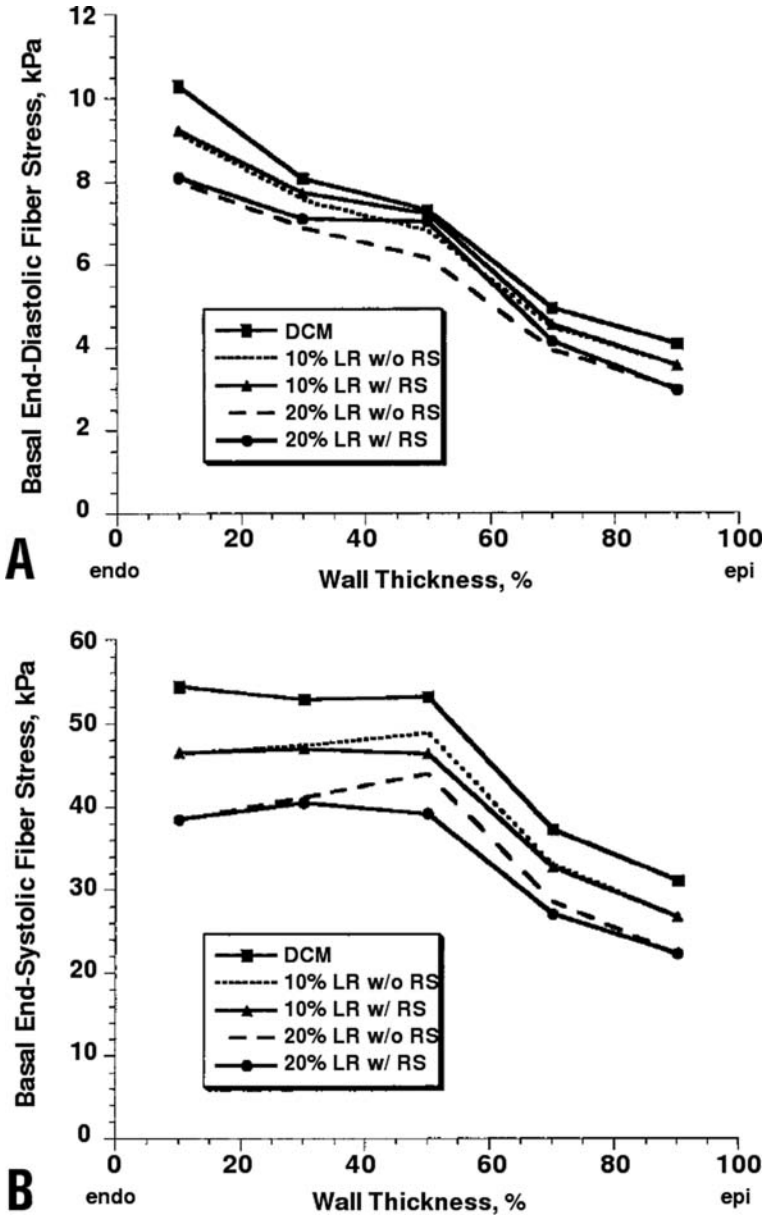 12
10
8
6
4
2
0
Basal End-Diastolic Fiber Stress, kPa
DCM
10% LR w/o RS
10% LR w/ RS
20% LR w/o RS
20% LR w/ RS
0 20 40 60 80 100
endo epi
Wall Thickness, %
A
60
50
40
30
20
10
0
Basal End-Systolic Fiber Stress, kPa
DCM
10% LR w/o RS
10% LR w/ RS
20% LR w/o RS
20% LR w/ RS
0 20 40 60 80 100
endo epi
Wall Thickness, %
B